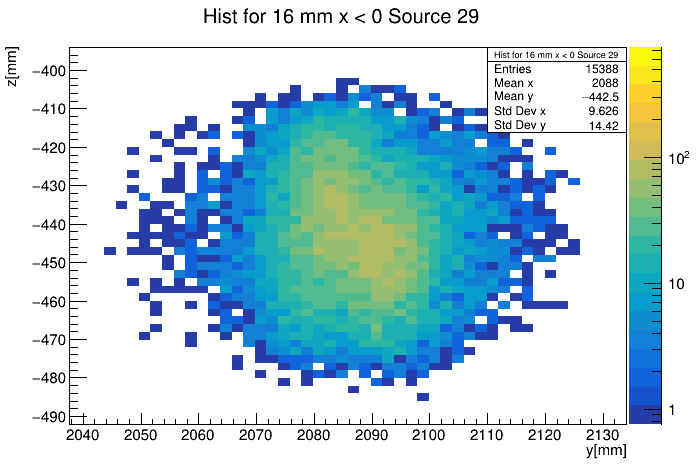 Hist for 16 mm x < 0 Source 29
z[mm]
Hist for 16 mm x < 0 Source 29
Entries 15388
Mean x 2088
Mean y −442.5
Std Dev x 9.626
Std Dev y 14.42
−400
−410
−420
−430
−440
−450
−460
−470
−480
−490
2040 2050 2060 2070 2080 2090 2100 2110 2120 2130
y[mm]
10²
10
1